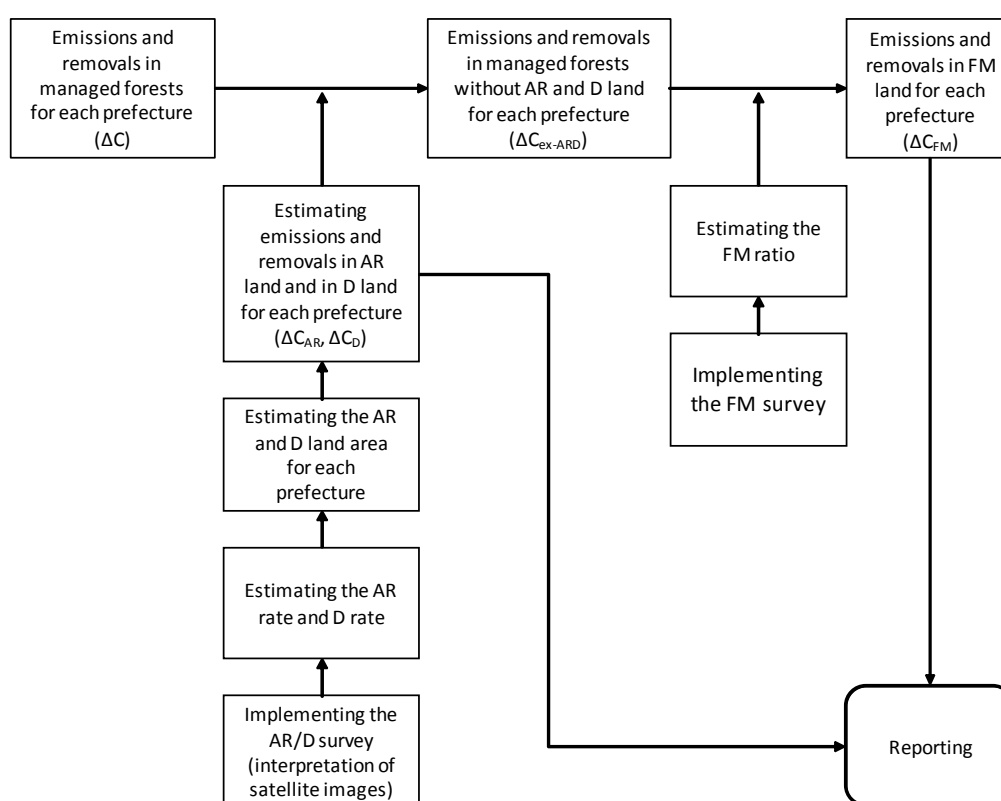 Emissions and
removals in
managed forests
for each prefecture
(ΔC)
Emissions and removals
in managed forests
without AR and D land
for each prefecture
(ΔCex-ARD)
Emissions and
removals in FM
land for each
prefecture
(ΔCFM)
Estimating
emissions and
removals in AR
land and in D land
for each prefecture
(ΔCAR, ΔCD)
Estimating the
FM ratio
Implementing
the FM survey
Estimating the AR
and D land area
for each
prefecture
Estimating the AR
rate and D rate
Implementing the
AR/D survey
(interpretation of
satellite images)
Reporting